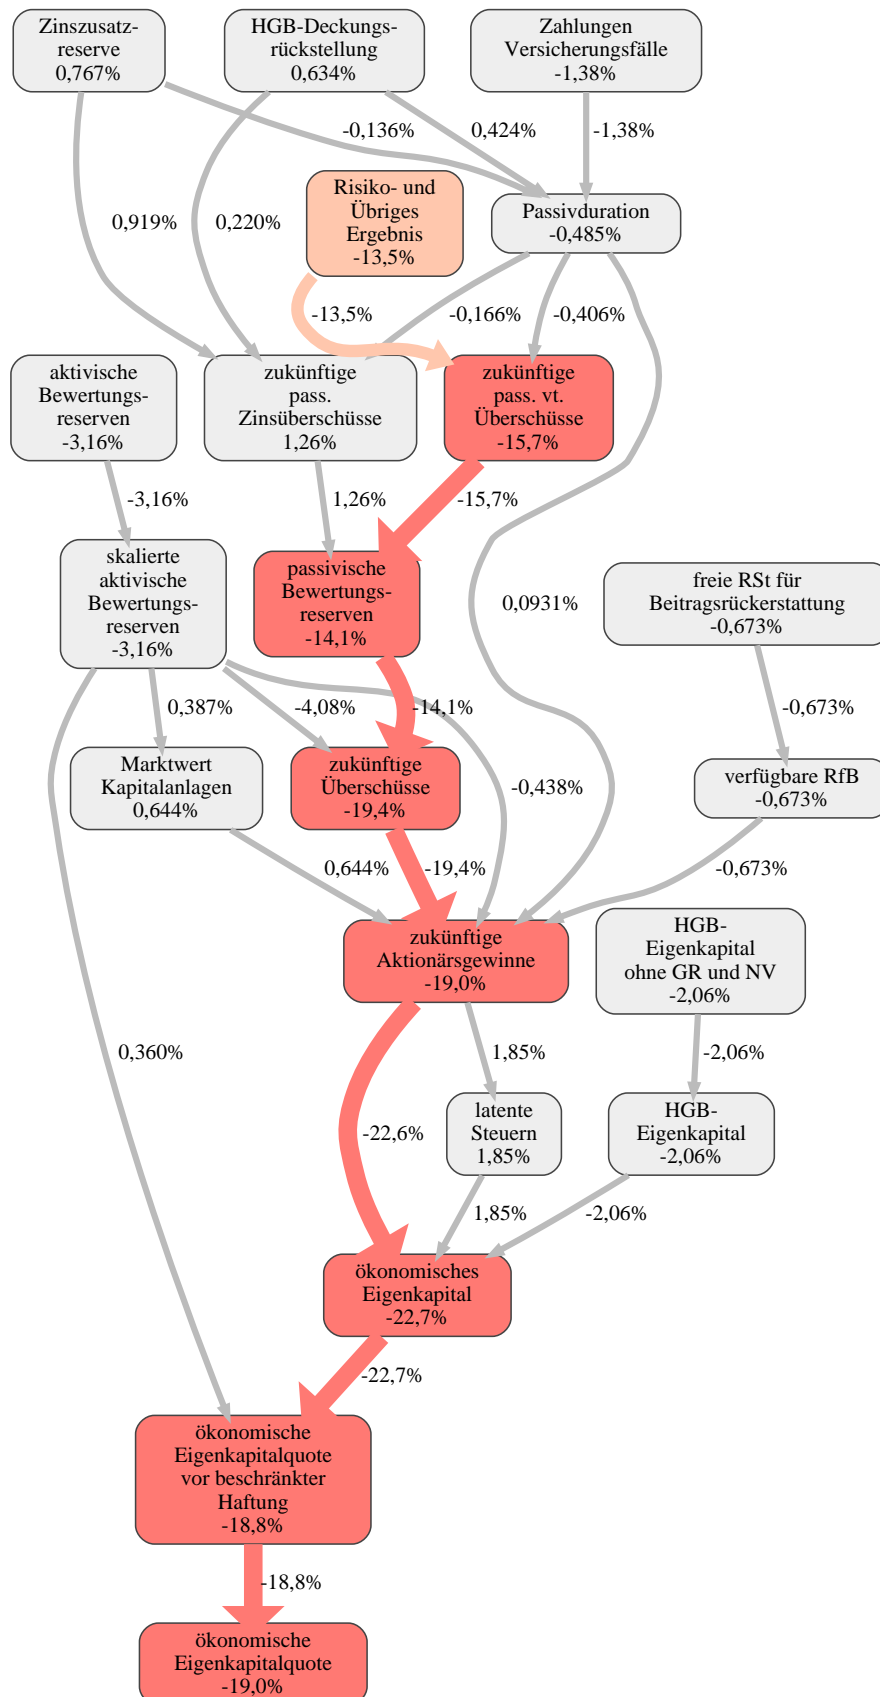 Zinszusatz-
reserve
0,767%
HGB-Deckungs-
rückstellung
0,634%
Zahlungen
Versicherungsfälle
-1,38%
-0,136%
0,424%
-1,38%
Risiko- und
Übriges
Ergebnis
-13,5%
Passivduration
-0,485%
0,919%
0,220%
-13,5%
-0,166%
-0,406%
aktivische
Bewertungs-
reserven
-3,16%
zukünftige
pass.
Zinsüberschüsse
1,26%
zukünftige
pass. vt.
Überschüsse
-15,7%
-3,16%
1,26%
-15,7%
skalierte
aktivische
Bewertungs-
reserven
-3,16%
passivische
Bewertungs-
reserven
-14,1%
0,0931%
freie RSt für
Beitragsrückerstattung
-0,673%
0,387%
-4,08%
-14,1%
-0,673%
Marktwert
Kapitalanlagen
0,644%
zukünftige
Überschüsse
-19,4%
-0,438%
verfügbare RfB
-0,673%
0,644%
-19,4%
-0,673%
zukünftige
Aktionärsgewinne
-19,0%
HGB-
Eigenkapital
ohne GR und NV
-2,06%
0,360%
1,85%
-2,06%
-22,6%
latente
Steuern
1,85%
HGB-
Eigenkapital
-2,06%
1,85%
-2,06%
ökonomisches
Eigenkapital
-22,7%
-22,7%
ökonomische
Eigenkapitalquote
vor beschränkter
Haftung
-18,8%
-18,8%
ökonomische
Eigenkapitalquote
-19,0%